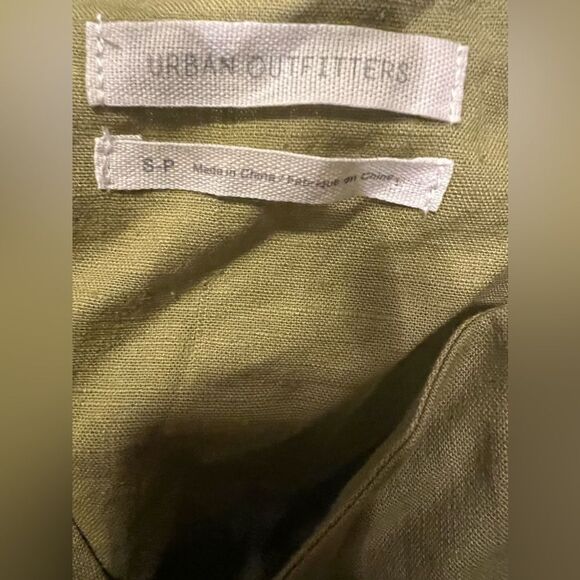 URBAN OUTFITTERS
S-P Made in China / Fabriqué en Chine